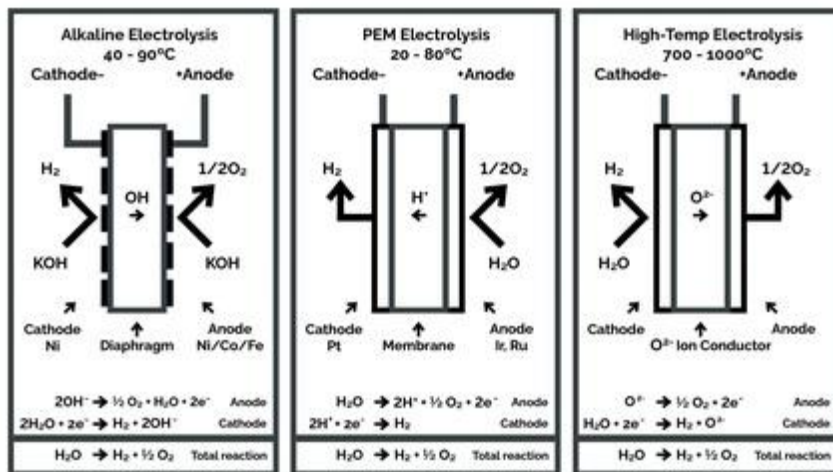 Alkaline Electrolysis
40 - 90°C
Cathode- +Anode
H₂ 1/2O₂
OH
KOH KOH
Cathode
Ni
Diaphragm
Anode
Ni/Co/Fe
2OH⁻ → ½ O₂ + H₂O + 2e⁻ Anode
2H₂O + 2e⁻ → H₂ + 2OH⁻ Cathode
H₂O → H₂ + ½ O₂ Total reaction
PEM Electrolysis
20 - 80°C
Cathode- +Anode
H₂ 1/2O₂
H⁺
H₂O
Cathode
Pt
Membrane
Anode
Ir, Ru
H₂O → 2H⁺ + ½ O₂ + 2e⁻ Anode
2H⁺ + 2e⁻ → H₂ Cathode
H₂O → H₂ + ½ O₂ Total reaction
High-Temp Electrolysis
700 - 1000°C
Cathode- +Anode
H₂ 1/2O₂
O²⁻
H₂O
Cathode
O²⁻ Ion Conductor
Anode
O²⁻ → ½ O₂ + 2e⁻ Anode
H₂O + 2e⁻ → H₂ + O²⁻ Cathode
H₂O → H₂ + ½ O₂ Total reaction